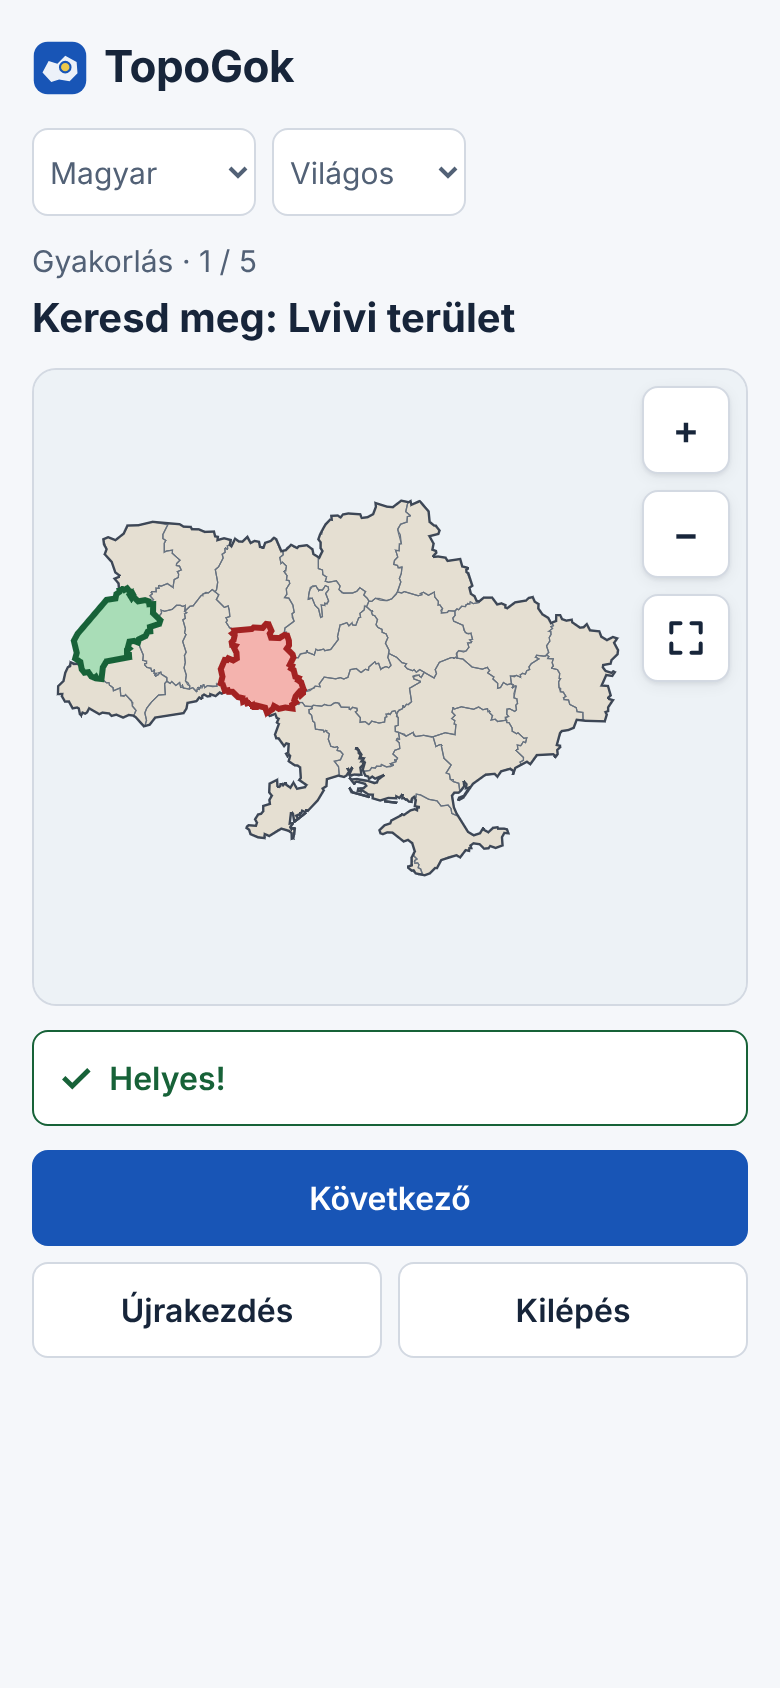 TopoGok
Magyar
Világos
Gyakorlás · 1 / 5
Keresd meg: Lvivi terület
+
−
Helyes!
Következő
Újrakezdés
Kilépés